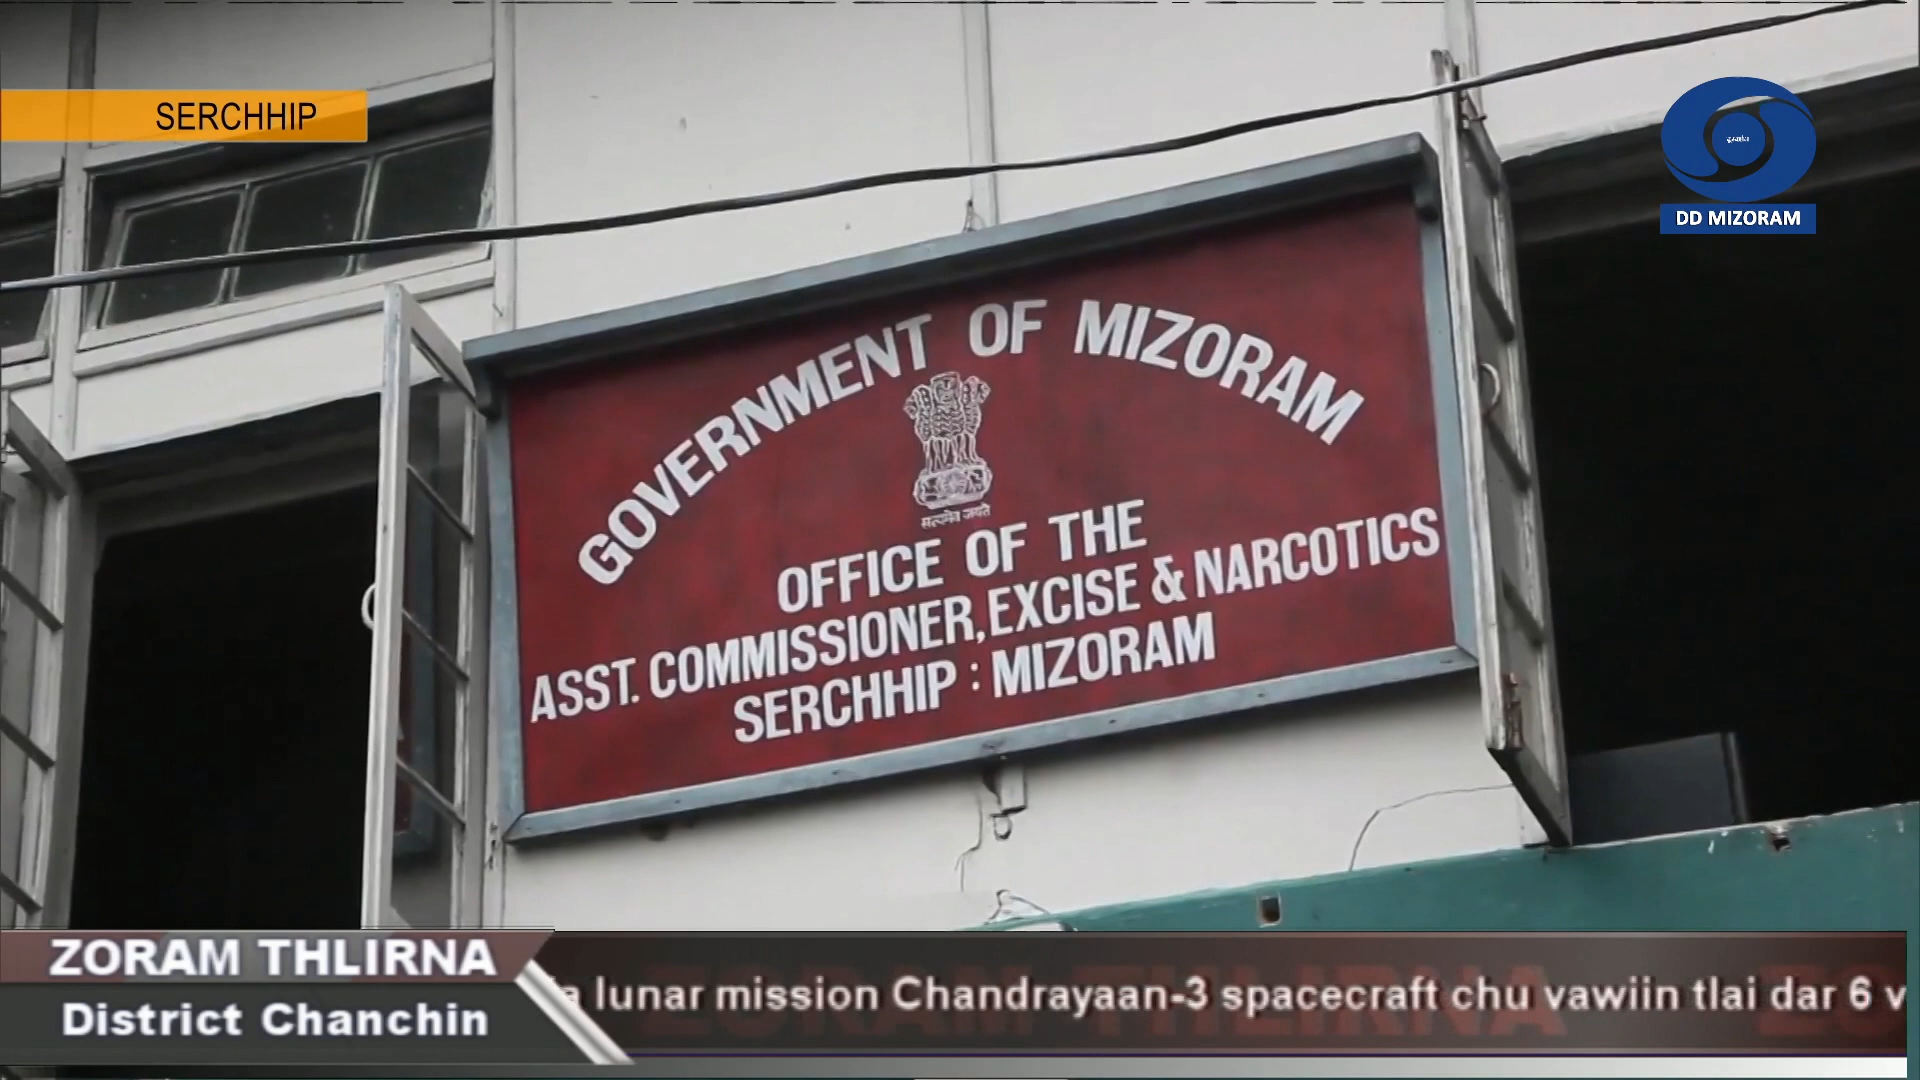 SERCHHIP
DD MIZORAM
GOVERNMENT OF MIZORAM
सत्यमेव जयते
OFFICE OF THE
ASST. COMMISSIONER, EXCISE & NARCOTICS
SERCHHIP : MIZORAM
ZORAM THLIRNA
District Chanchin
lunar mission Chandrayaan-3 spacecraft chu vawiin tlai dar 6